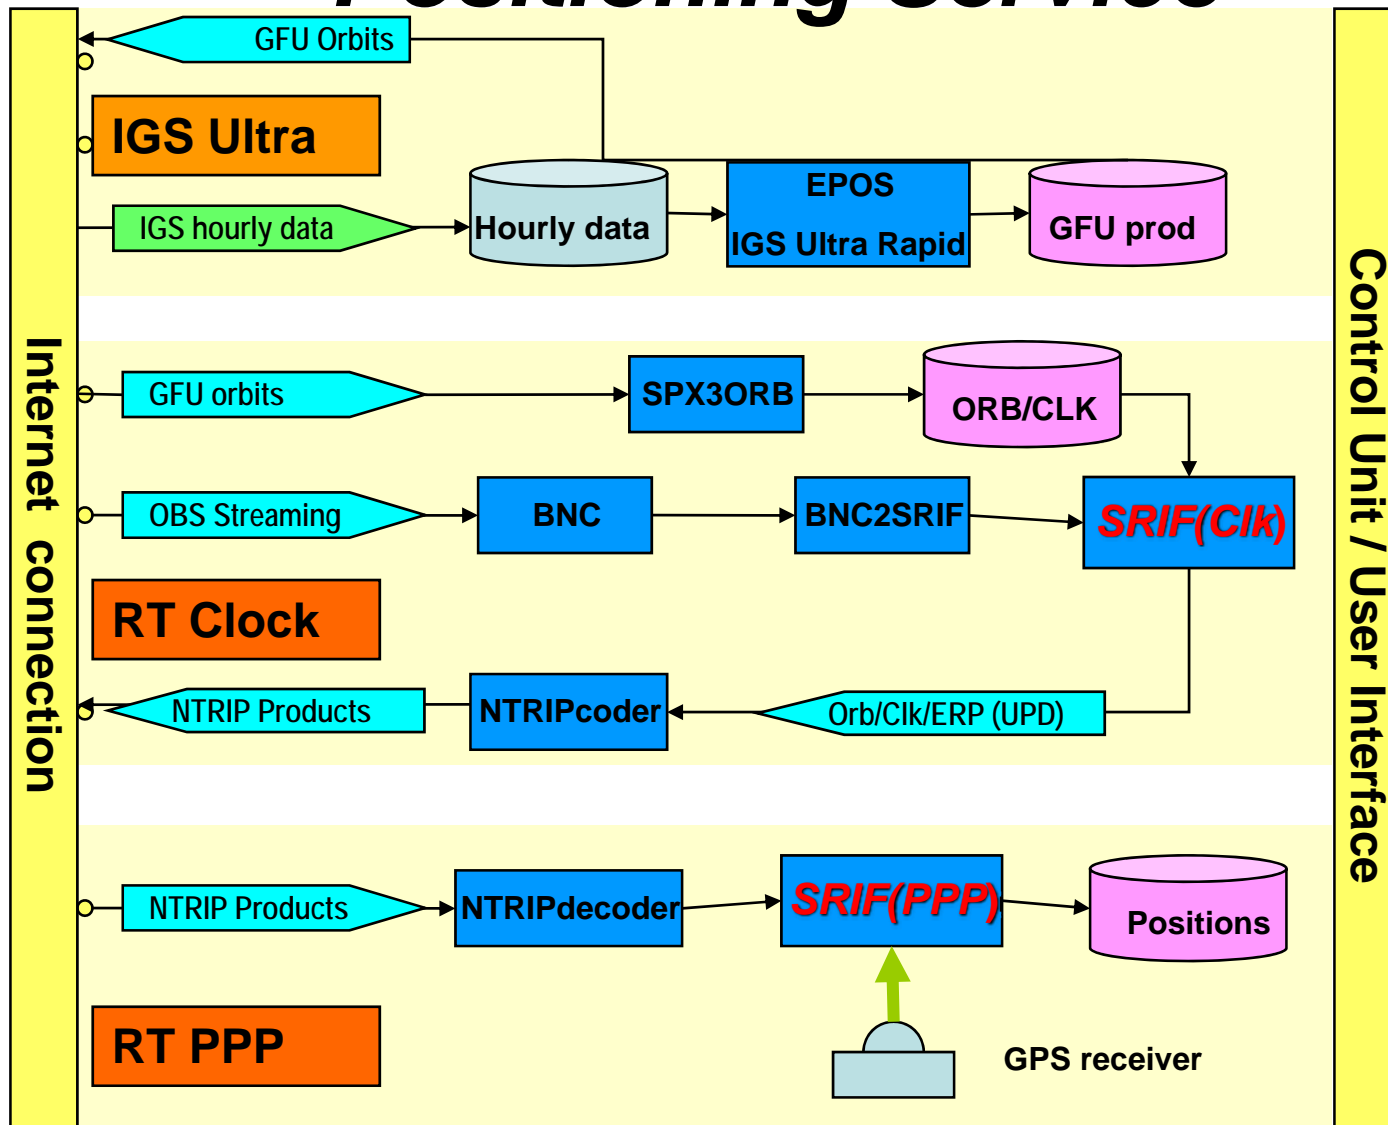 Positioning Service
GFU Orbits
IGS Ultra
IGS hourly data
Hourly data
EPOS
IGS Ultra Rapid
GFU prod
Internet connection
Control Unit / User Interface
GFU orbits
SPX3ORB
ORB/CLK
OBS Streaming
BNC
BNC2SRIF
SRIF(Clk)
RT Clock
NTRIP Products
NTRIPcoder
Orb/Clk/ERP (UPD)
NTRIP Products
NTRIPdecoder
SRIF(PPP)
Positions
RT PPP
GPS receiver